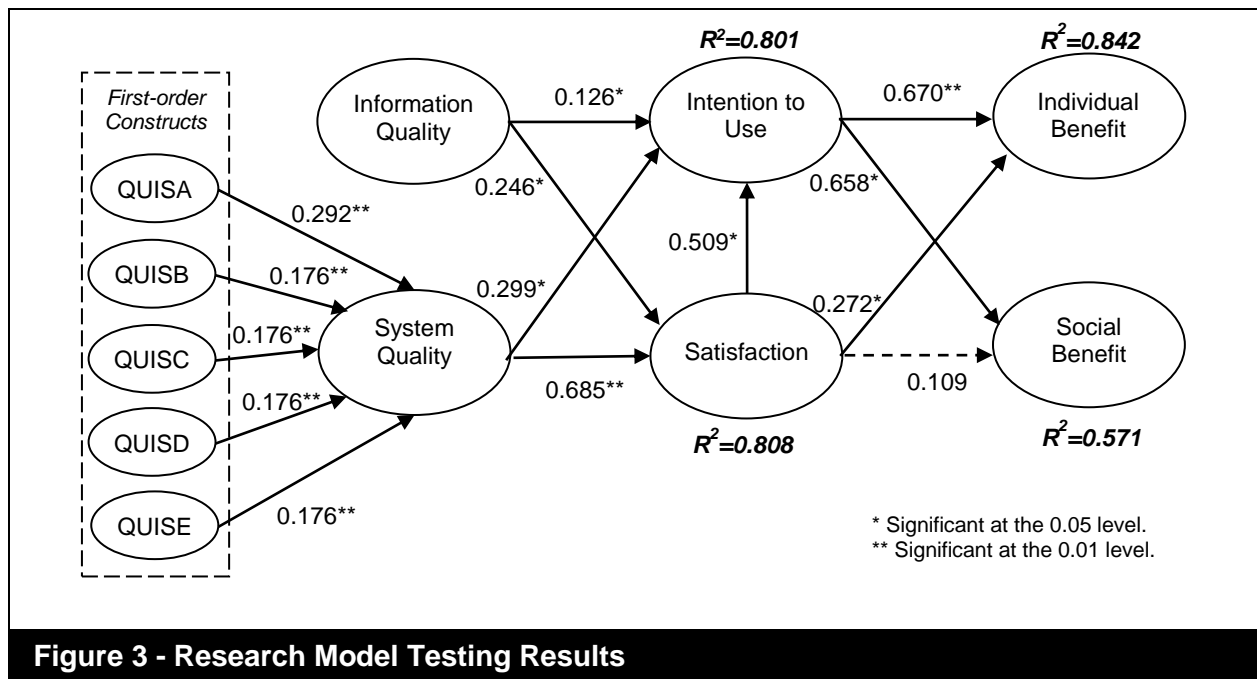 First-order
Constructs
QUISA
QUISB
QUISC
QUISD
QUISE
0.292**
0.176**
0.176**
0.176**
0.176**
Information
Quality
System
Quality
0.126*
0.246*
0.299*
0.685**
R²=0.801
Intention to
Use
0.509*
Satisfaction
R²=0.808
0.670**
0.658*
0.272*
0.109
R²=0.842
Individual
Benefit
Social
Benefit
R²=0.571
* Significant at the 0.05 level.
** Significant at the 0.01 level.
Figure 3 - Research Model Testing Results